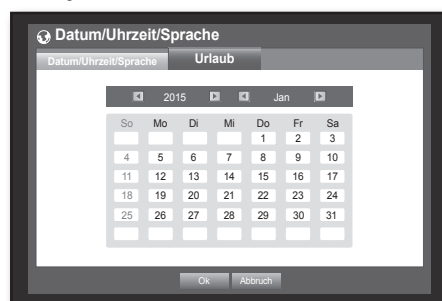 Datum/Uhrzeit/Sprache
Datum/Uhrzeit/Sprache Urlaub
2015 Jan
So Mo Di Mi Do Fr Sa
1 2 3
4 5 6 7 8 9 10
11 12 13 14 15 16 17
18 19 20 21 22 23 24
25 26 27 28 29 30 31
Ok Abbruch